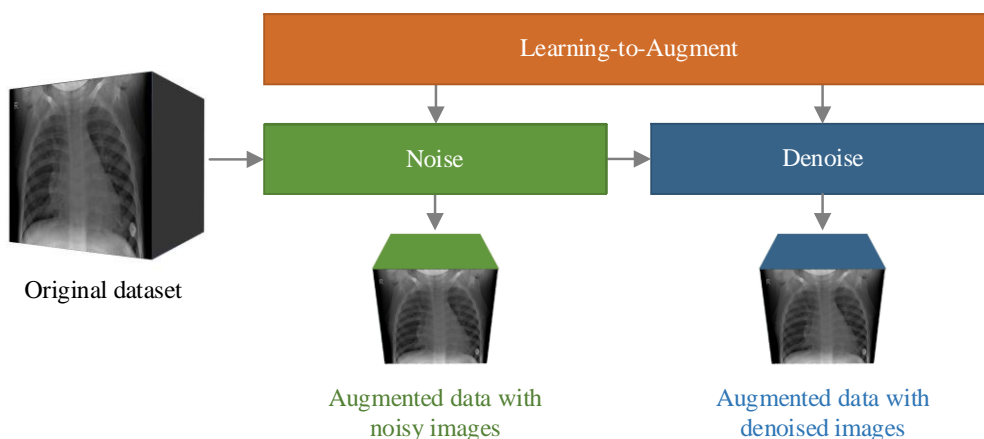 Learning-to-Augment
Noise
Denoise
R
Original dataset
R
R
Augmented data with
noisy images
Augmented data with
denoised images